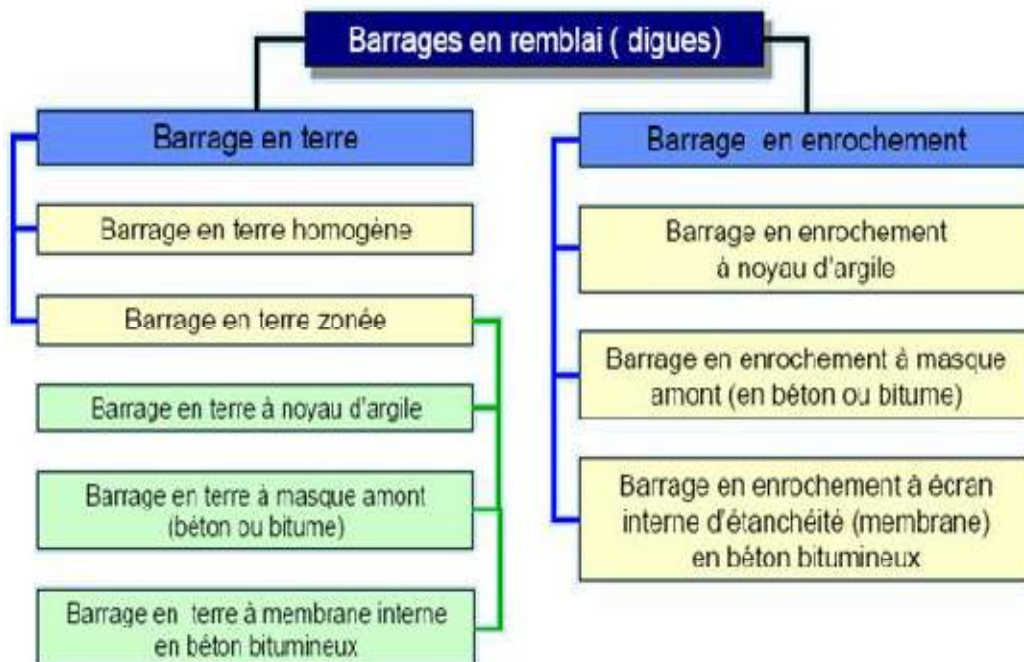 Barrages en remblai ( digues)
Barrage en terre
Barrage en terre homogène
Barrage en terre zonée
Barrage en terre à noyau d'argile
Barrage en terre à masque amont
(béton ou bitume)
Barrage en terre à membrane interne
en béton bitumineux
Barrage en enrochement
Barrage en enrochement
à noyau d'argile
Barrage en enrochement à masque
amont (en béton ou bitume)
Barrage en enrochement à écran
interne d'étanchéité (membrane)
en béton bitumineux